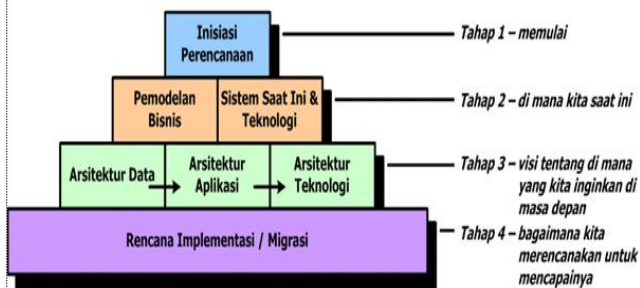 Inisiasi
Perencanaan
Tahap 1 – memulai
Pemodelan
Bisnis
Sistem Saat Ini &
Teknologi
Tahap 2 – di mana kita saat ini
Arsitektur Data
Arsitektur
Aplikasi
Arsitektur
Teknologi
Tahap 3 – visi tentang di mana
yang kita inginkan di
masa depan
Rencana Implementasi / Migrasi
Tahap 4 – bagaimana kita
merencanakan untuk
mencapainya